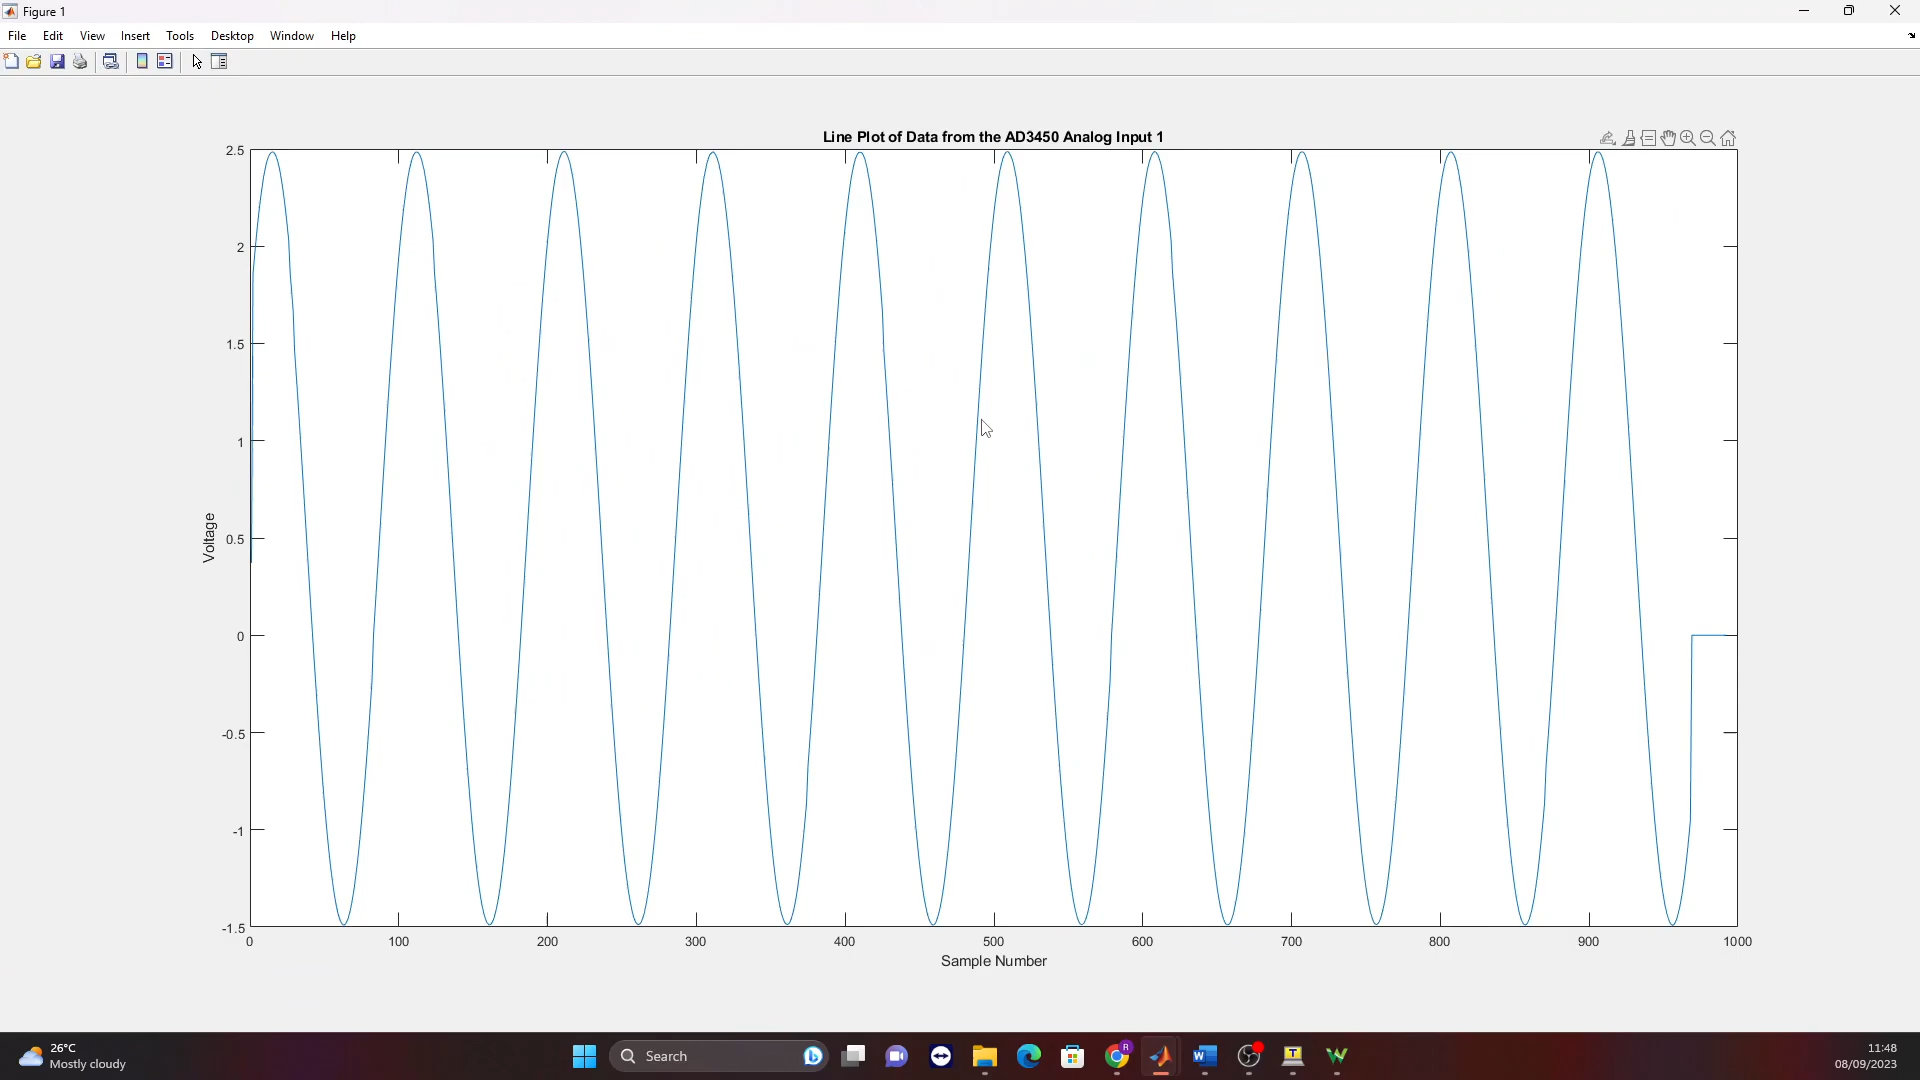 Figure 1
File Edit View Insert Tools Desktop Window Help
Line Plot of Data from the AD3450 Analog Input 1
2.5
2
1.5
1
0.5
0
-0.5
-1
-1.5
Voltage
0 100 200 300 400 500 600 700 800 900 1000
Sample Number
26°C
Mostly cloudy
Search
R
W
T
W
11:48
08/09/2023